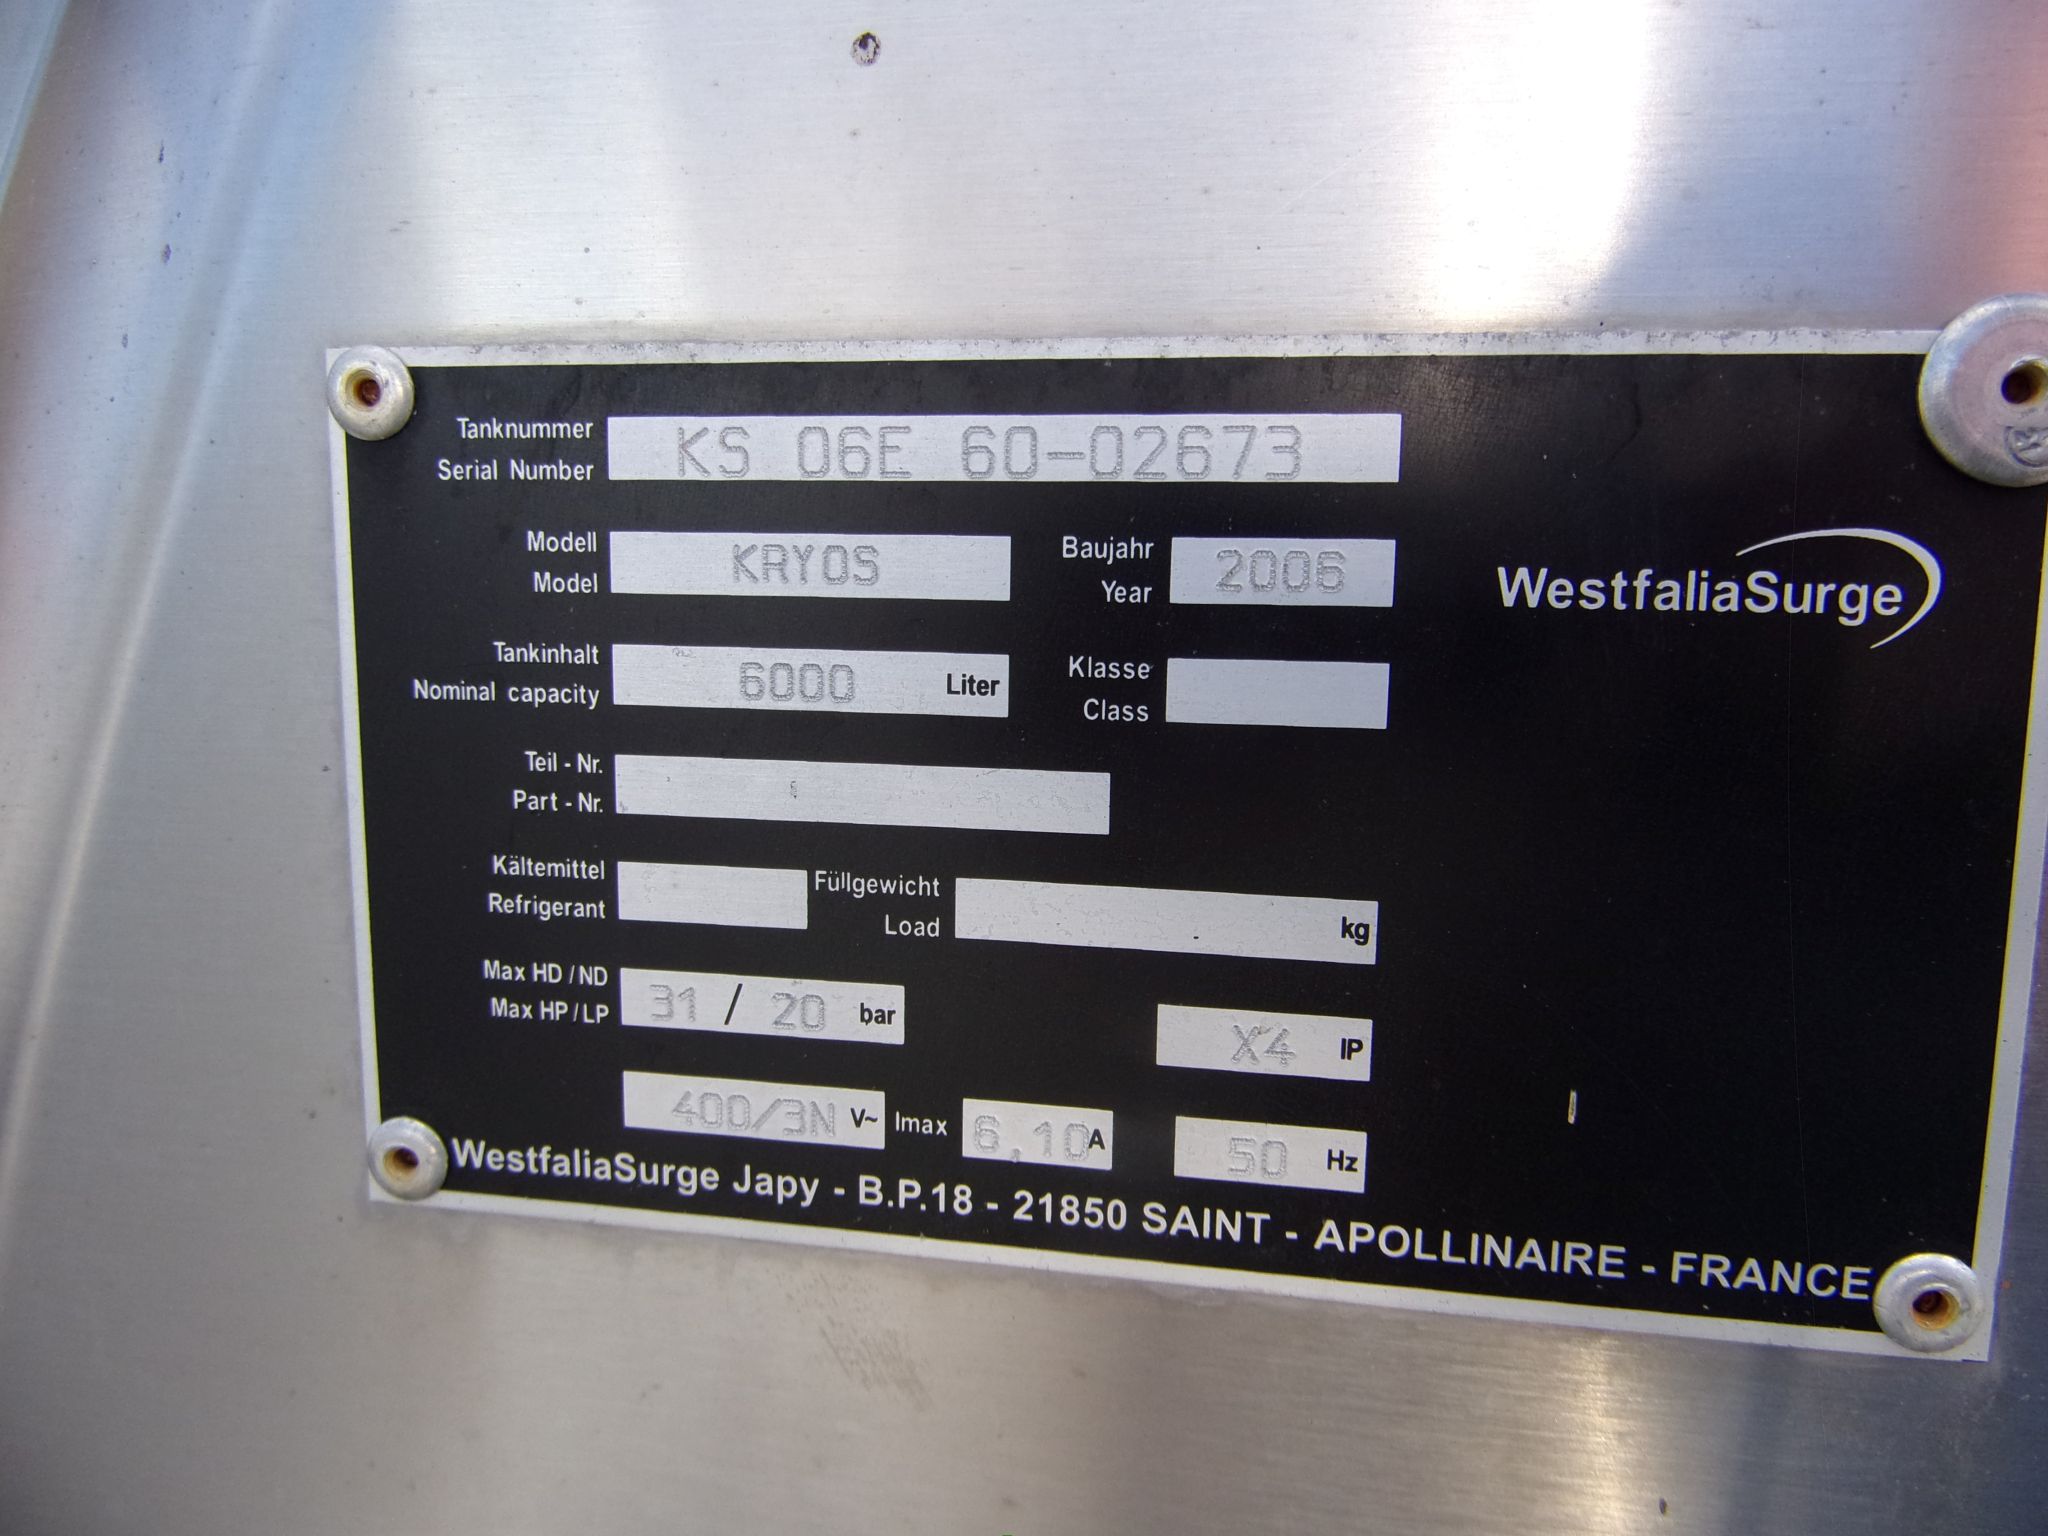 Tanknummer
Serial Number
KS 06E 60-02673
Modell
Model
KRYOS
Baujahr
Year
2006
WestfaliaSurge
Tankinhalt
Nominal capacity
6000 Liter
Klasse
Class
Teil - Nr.
Part - Nr.
Kältemittel
Refrigerant
Füllgewicht
Load
kg
Max HD / ND
Max HP / LP
31 / 20 bar
X4 IP
400/3N V~ Imax 6,10 A 50 Hz
WestfaliaSurge Japy - B.P.18 - 21850 SAINT - APOLLINAIRE - FRANCE